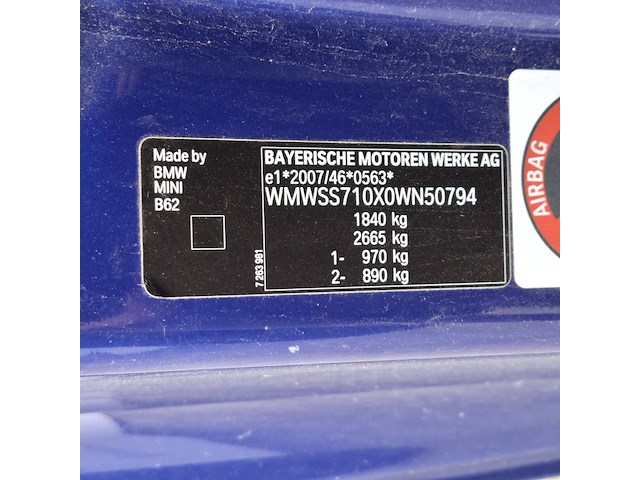 Made by
BMW
MINI
B62
7 263 981
BAYERISCHE MOTOREN WERKE AG
e1*2007/46*0563*
WMWSS710X0WN50794
1840 kg
2665 kg
1- 970 kg
2- 890 kg
AIRBAG